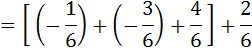 = [ (−1/6) + (−3/6) + 4/6 ] + 2/6